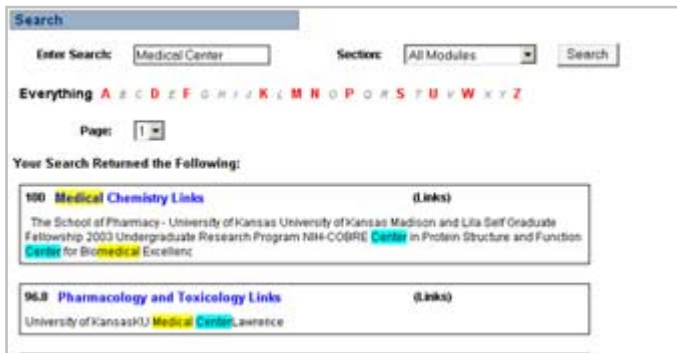 Search
Enter Search: Medical Center Section: All Modules Search
Everything A B C D E F G H I J K L M N O P Q R S T U V W X Y Z
Page: 1
Your Search Returned the Following:
100 Medical Chemistry Links (Links)
The School of Pharmacy - University of Kansas University of Kansas Madison and Lila Self Graduate
Fellowship 2003 Undergraduate Research Program NIH-COBRE Center in Protein Structure and Function
Center for Biomedical Excellenc
96.8 Pharmacology and Toxicology Links (Links)
University of KansasKU Medical CenterLawrence